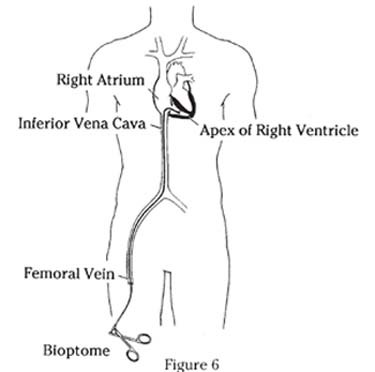 Right Atrium
Inferior Vena Cava
Apex of Right Ventricle
Femoral Vein
Bioptome
Figure 6